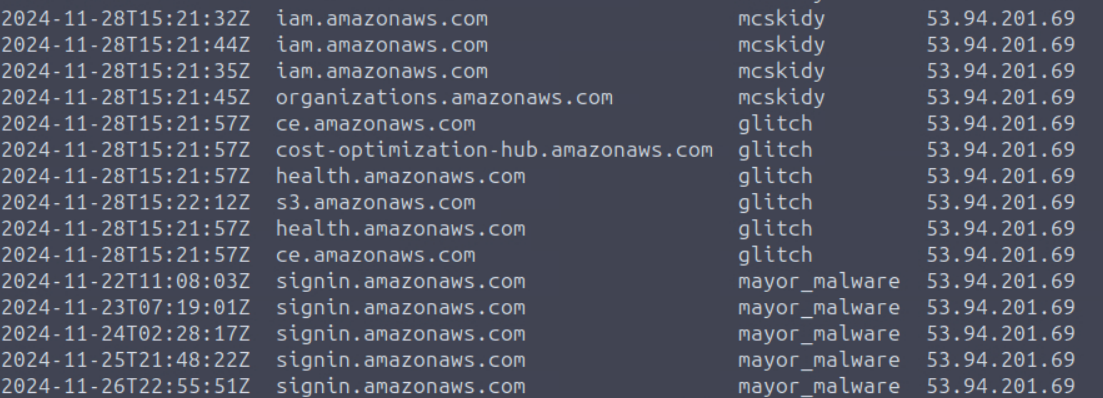 2024-11-28T15:21:32Z iam.amazonaws.com mcskidy 53.94.201.69
2024-11-28T15:21:44Z iam.amazonaws.com mcskidy 53.94.201.69
2024-11-28T15:21:35Z iam.amazonaws.com mcskidy 53.94.201.69
2024-11-28T15:21:45Z organizations.amazonaws.com mcskidy 53.94.201.69
2024-11-28T15:21:57Z ce.amazonaws.com glitch 53.94.201.69
2024-11-28T15:21:57Z cost-optimization-hub.amazonaws.com glitch 53.94.201.69
2024-11-28T15:21:57Z health.amazonaws.com glitch 53.94.201.69
2024-11-28T15:22:12Z s3.amazonaws.com glitch 53.94.201.69
2024-11-28T15:21:57Z health.amazonaws.com glitch 53.94.201.69
2024-11-28T15:21:57Z ce.amazonaws.com glitch 53.94.201.69
2024-11-22T11:08:03Z signin.amazonaws.com mayor_malware 53.94.201.69
2024-11-23T07:19:01Z signin.amazonaws.com mayor_malware 53.94.201.69
2024-11-24T02:28:17Z signin.amazonaws.com mayor_malware 53.94.201.69
2024-11-25T21:48:22Z signin.amazonaws.com mayor_malware 53.94.201.69
2024-11-26T22:55:51Z signin.amazonaws.com mayor_malware 53.94.201.69